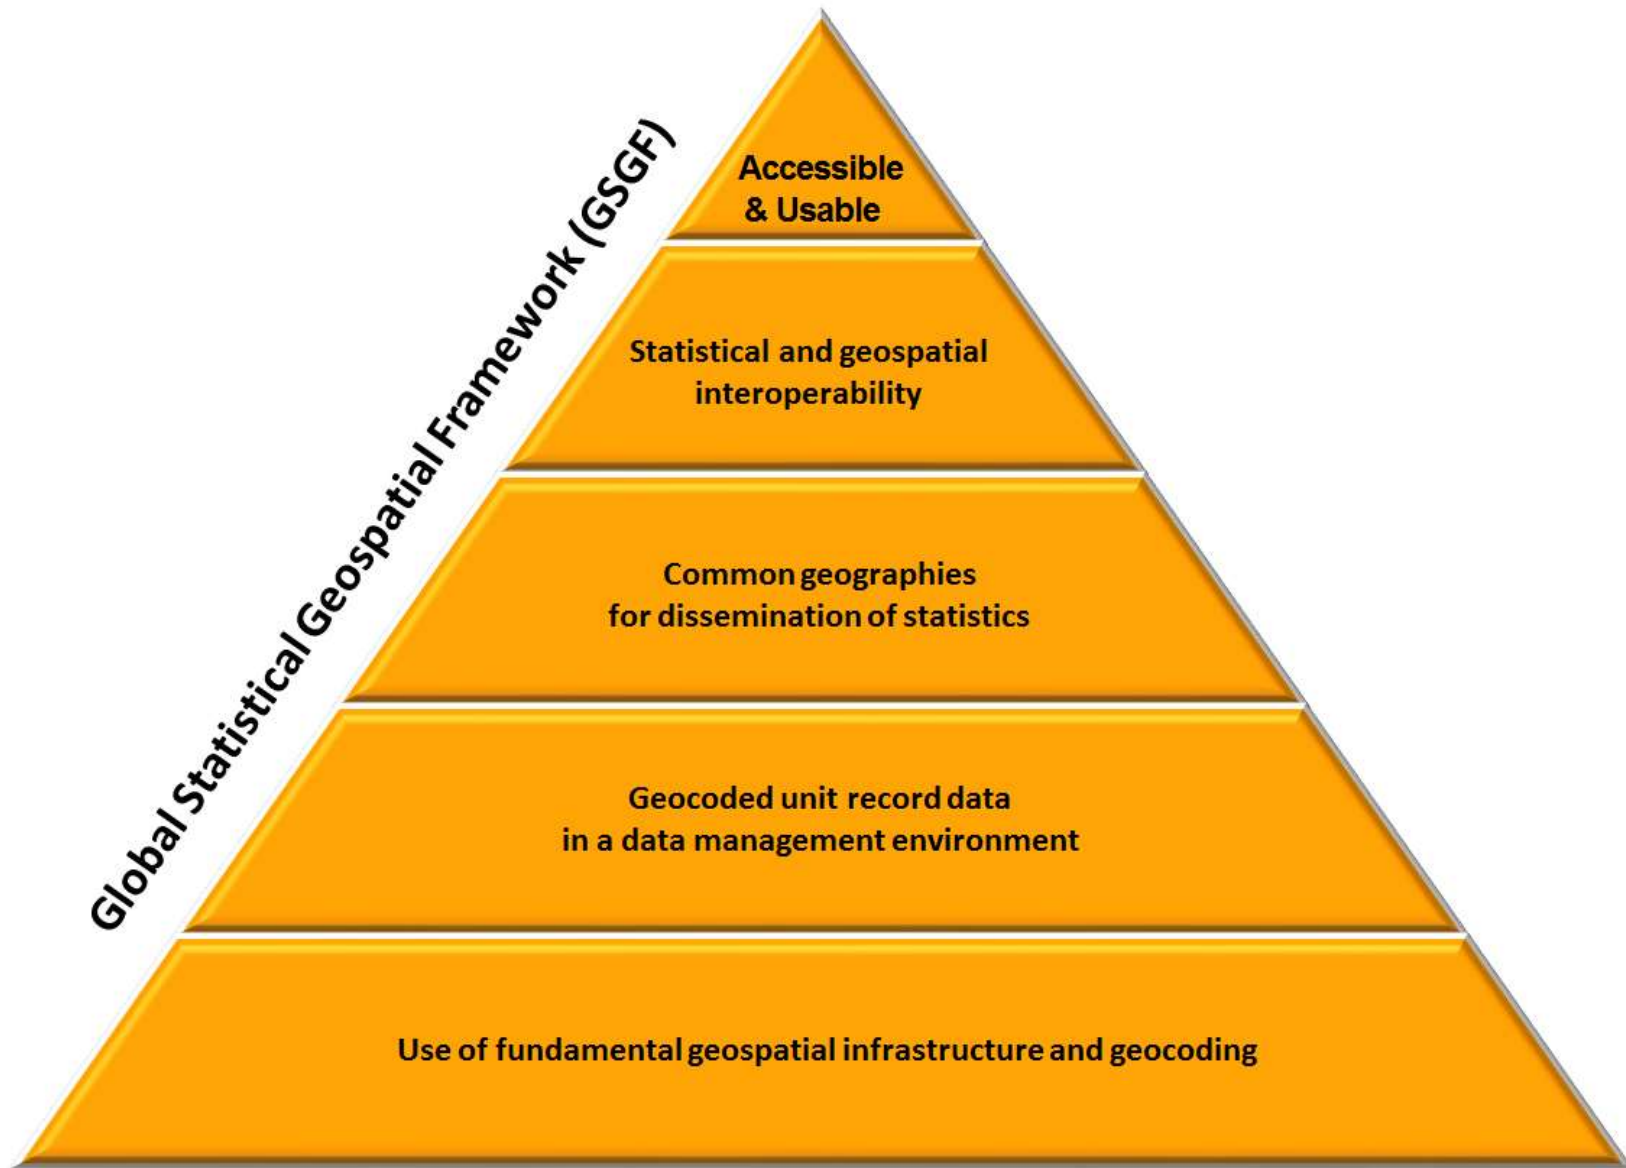 Global Statistical Geospatial Framework (GSGF)
Accessible
& Usable
Statistical and geospatial
interoperability
Common geographies
for dissemination of statistics
Geocoded unit record data
in a data management environment
Use of fundamental geospatial infrastructure and geocoding